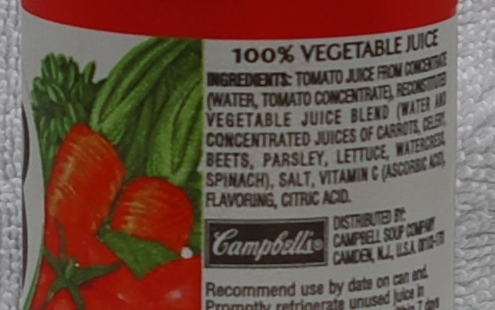 100% VEGETABLE JUICE
INGREDIENTS: TOMATO JUICE FROM CONCENTRATE
(WATER, TOMATO CONCENTRATE), RECONSTITUTED
VEGETABLE JUICE BLEND (WATER AND
CONCENTRATED JUICES OF CARROTS, CELERY,
BEETS, PARSLEY, LETTUCE, WATERCRESS,
SPINACH), SALT, VITAMIN C (ASCORBIC ACID),
FLAVORING, CITRIC ACID.
Campbell's®
DISTRIBUTED BY:
CAMPBELL SOUP COMPANY
CAMDEN, N.J., U.S.A.
Recommend use by date on can end.
Promptly refrigerate unused juice in
7 days